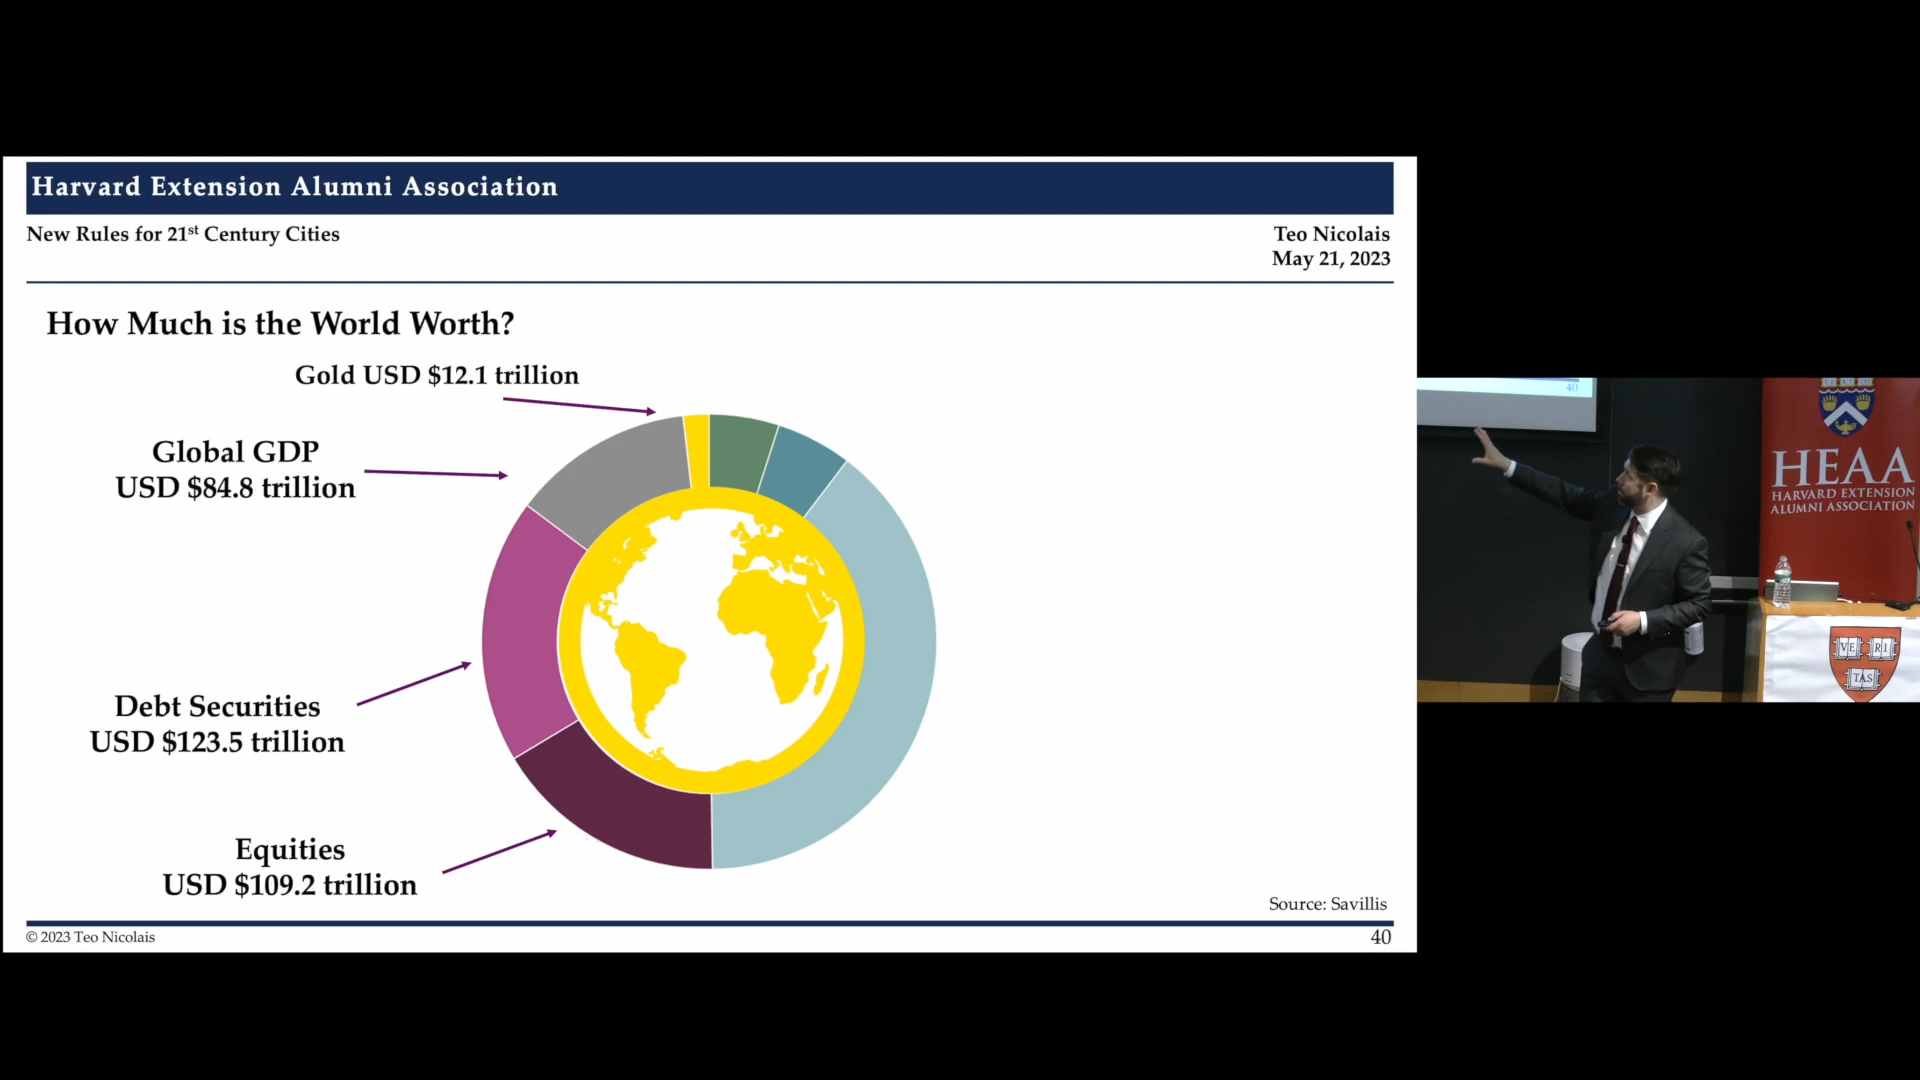 Harvard Extension Alumni Association
New Rules for 21st Century Cities
Teo Nicolais
May 21, 2023
How Much is the World Worth?
Gold USD $12.1 trillion
Global GDP
USD $84.8 trillion
Debt Securities
USD $123.5 trillion
Equities
USD $109.2 trillion
Source: Savillis
© 2023 Teo Nicolais
40
40
HEAA
HARVARD EXTENSION
ALUMNI ASSOCIATION
VE RI
TAS